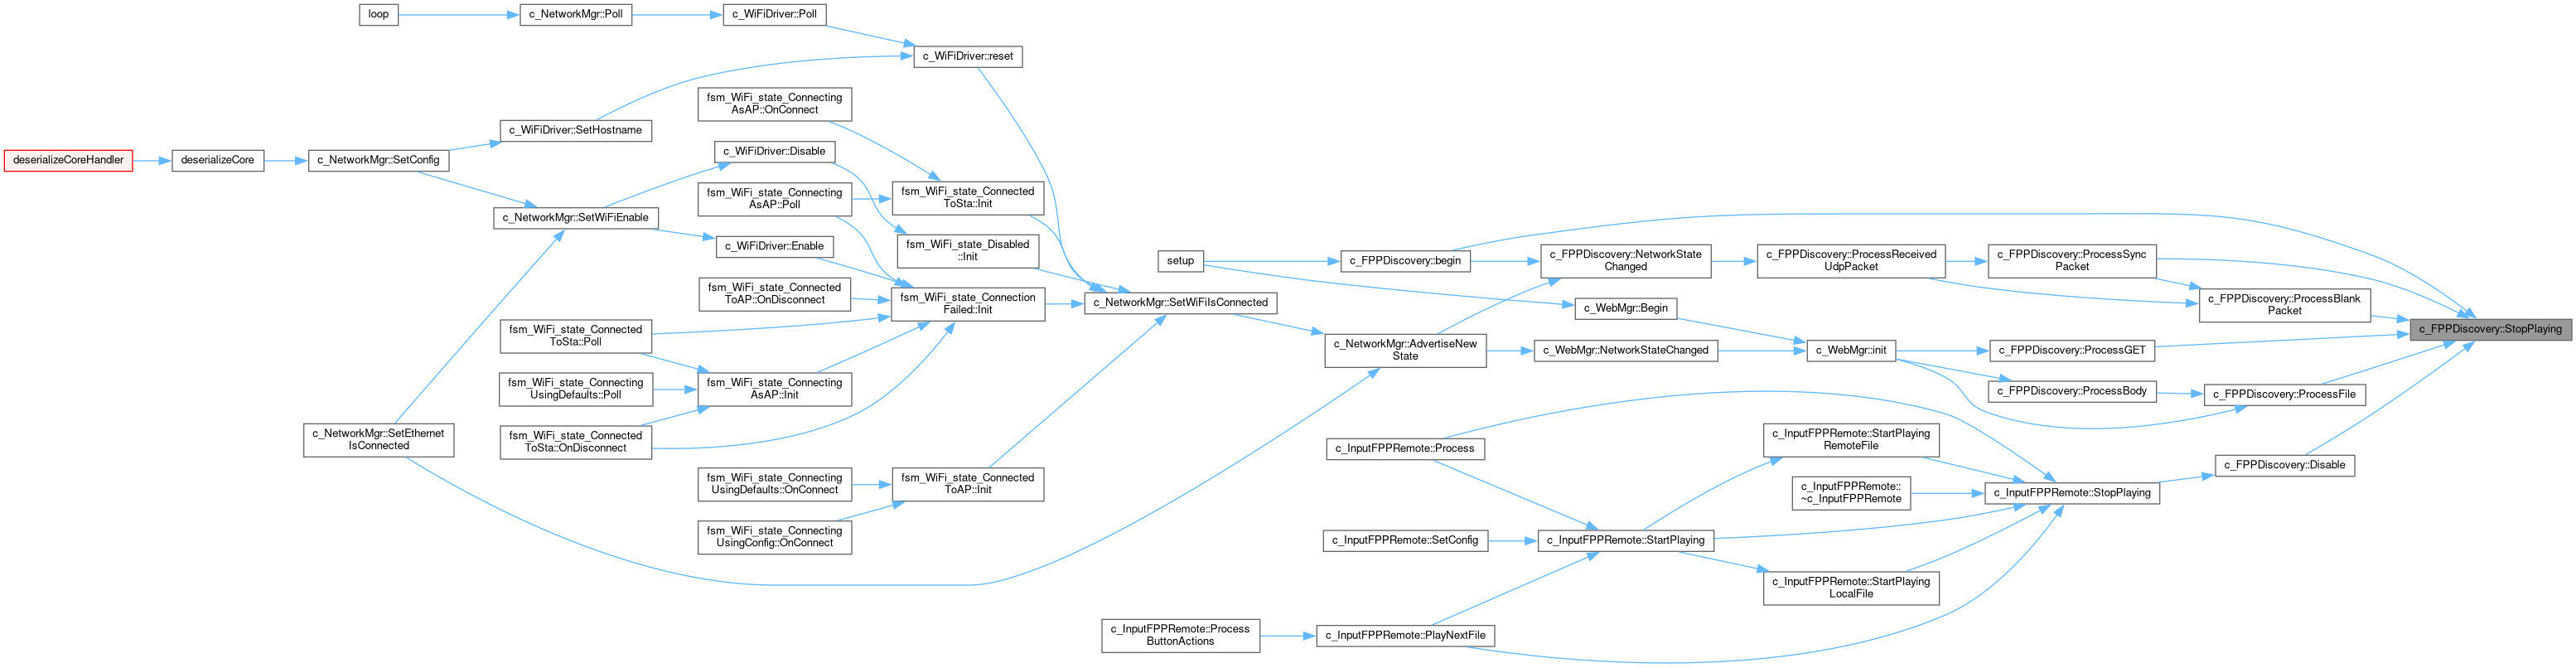 loop
c_NetworkMgr::Poll
c_WiFiDriver::Poll
c_WiFiDriver::reset
fsm_WiFi_state_Connecting
AsAP::OnConnect
c_WiFiDriver::SetHostname
deserializeCoreHandler
deserializeCore
c_NetworkMgr::SetConfig
c_WiFiDriver::Disable
fsm_WiFi_state_Connecting
AsAP::Poll
fsm_WiFi_state_Connected
ToSta::Init
c_NetworkMgr::SetWiFiEnable
c_WiFiDriver::Enable
fsm_WiFi_state_Disabled
::Init
setup
c_FPPDiscovery::begin
c_FPPDiscovery::NetworkState
Changed
c_FPPDiscovery::ProcessReceived
UdpPacket
c_FPPDiscovery::ProcessSync
Packet
fsm_WiFi_state_Connected
ToAP::OnDisconnect
fsm_WiFi_state_Connection
Failed::Init
c_NetworkMgr::SetWiFiIsConnected
c_WebMgr::Begin
c_FPPDiscovery::ProcessBlank
Packet
c_FPPDiscovery::StopPlaying
fsm_WiFi_state_Connected
ToSta::Poll
c_NetworkMgr::AdvertiseNew
State
c_WebMgr::NetworkStateChanged
c_WebMgr::init
c_FPPDiscovery::ProcessGET
fsm_WiFi_state_Connecting
UsingDefaults::Poll
fsm_WiFi_state_Connecting
AsAP::Init
c_FPPDiscovery::ProcessBody
c_FPPDiscovery::ProcessFile
c_NetworkMgr::SetEthernet
IsConnected
fsm_WiFi_state_Connected
ToSta::OnDisconnect
c_InputFPPRemote::Process
c_InputFPPRemote::StartPlaying
RemoteFile
c_FPPDiscovery::Disable
fsm_WiFi_state_Connecting
UsingDefaults::OnConnect
fsm_WiFi_state_Connected
ToAP::Init
c_InputFPPRemote::
~c_InputFPPRemote
c_InputFPPRemote::StopPlaying
fsm_WiFi_state_Connecting
UsingConfig::OnConnect
c_InputFPPRemote::SetConfig
c_InputFPPRemote::StartPlaying
c_InputFPPRemote::StartPlaying
LocalFile
c_InputFPPRemote::Process
ButtonActions
c_InputFPPRemote::PlayNextFile